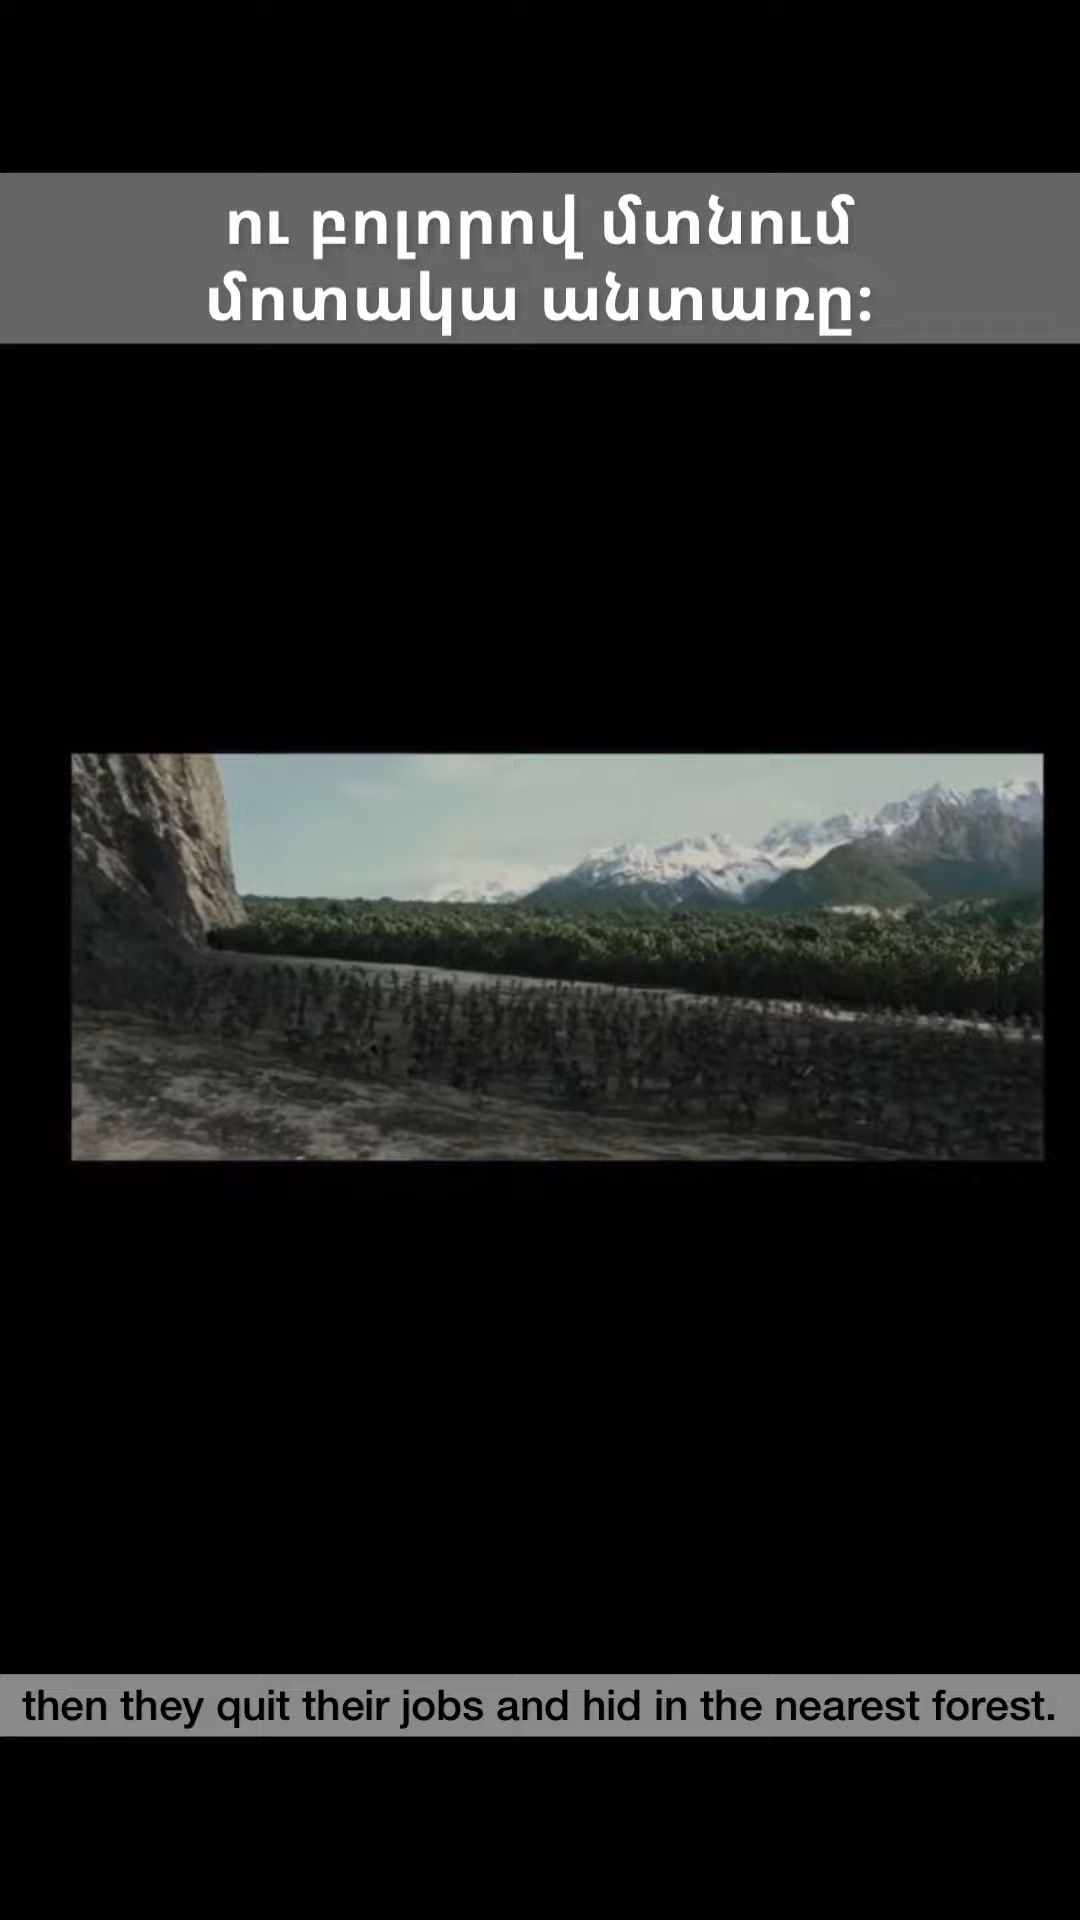 ու բոլորով մտնում
մոտակա անտառը:
then they quit their jobs and hid in the nearest forest.